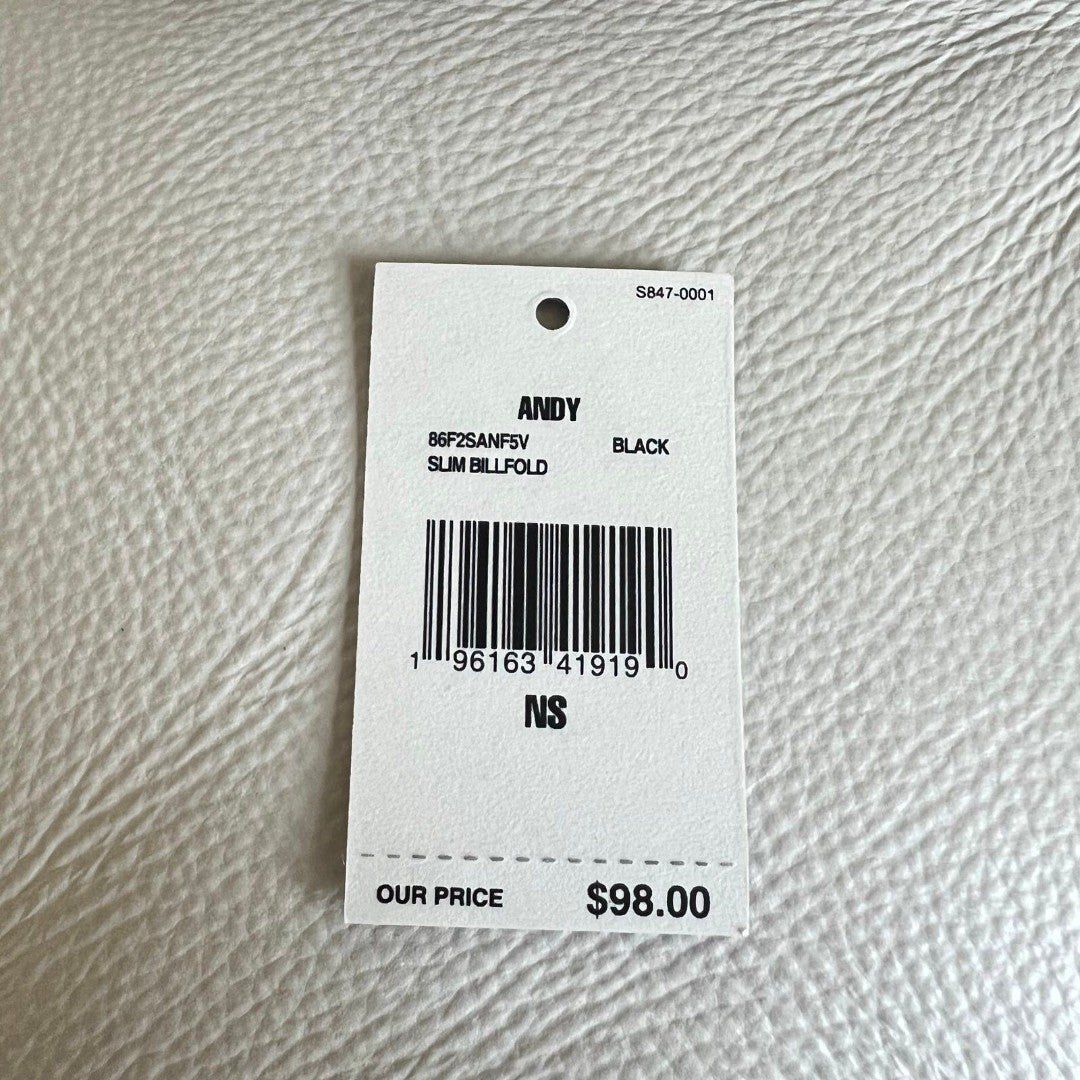 S847-0001
ANDY
86F2SANF5V BLACK
SLIM BILLFOLD
1 96163 41919 0
NS
OUR PRICE $98.00